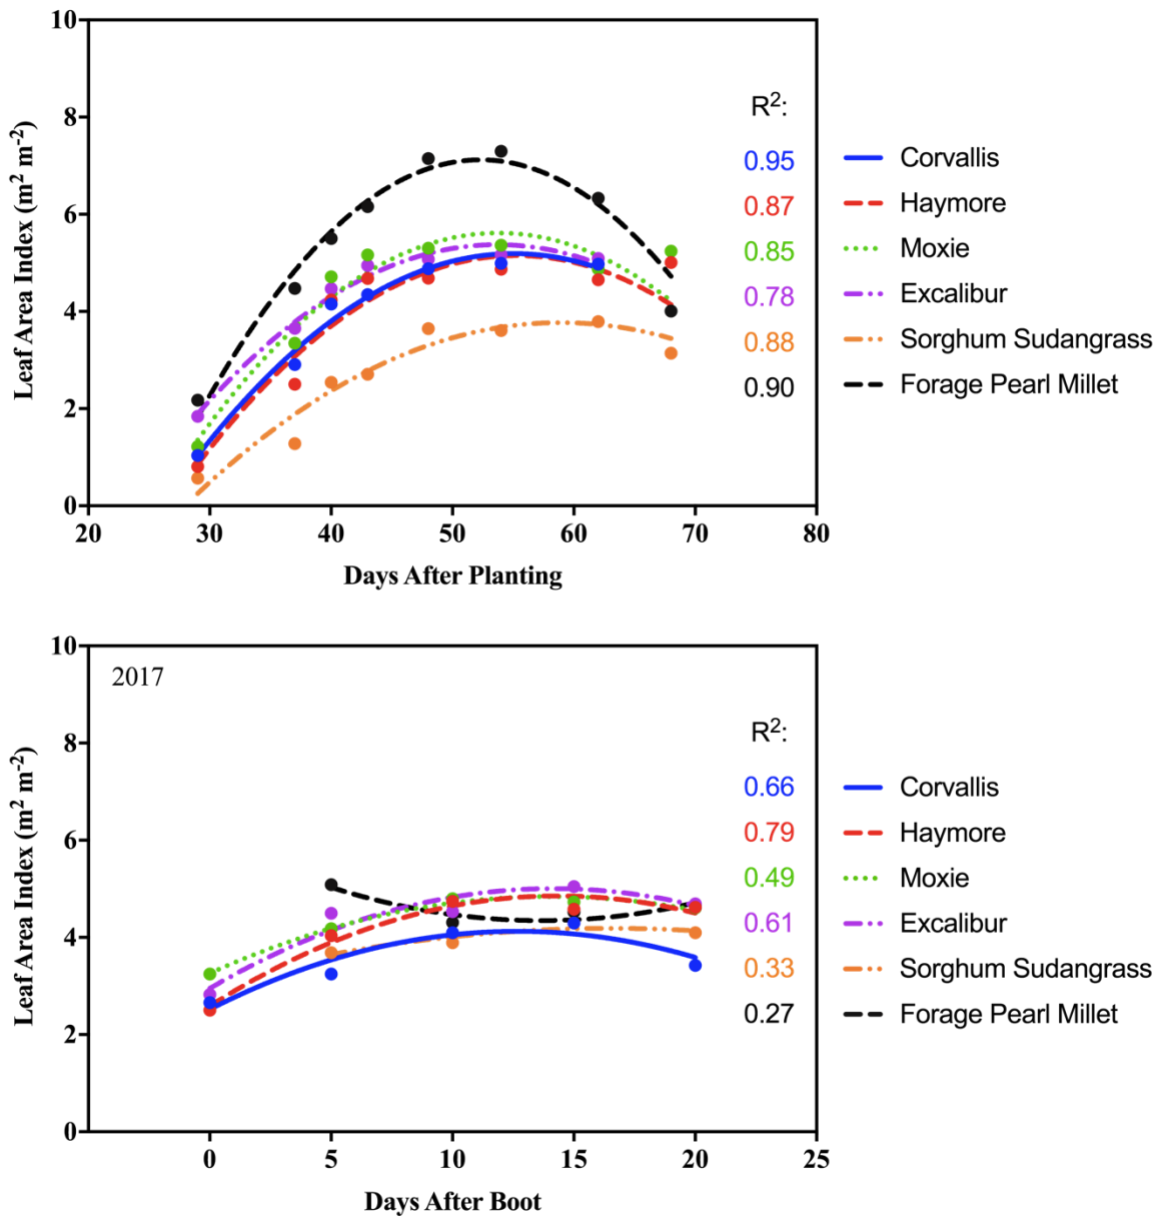 10
8
6
4
2
0
Leaf Area Index (m² m⁻²)
20 30 40 50 60 70 80
Days After Planting
R²:
0.95
0.87
0.85
0.78
0.88
0.90
Corvallis
Haymore
Moxie
Excalibur
Sorghum Sudangrass
Forage Pearl Millet
2017
10
8
6
4
2
0
Leaf Area Index (m² m⁻²)
0 5 10 15 20 25
Days After Boot
R²:
0.66
0.79
0.49
0.61
0.33
0.27
Corvallis
Haymore
Moxie
Excalibur
Sorghum Sudangrass
Forage Pearl Millet